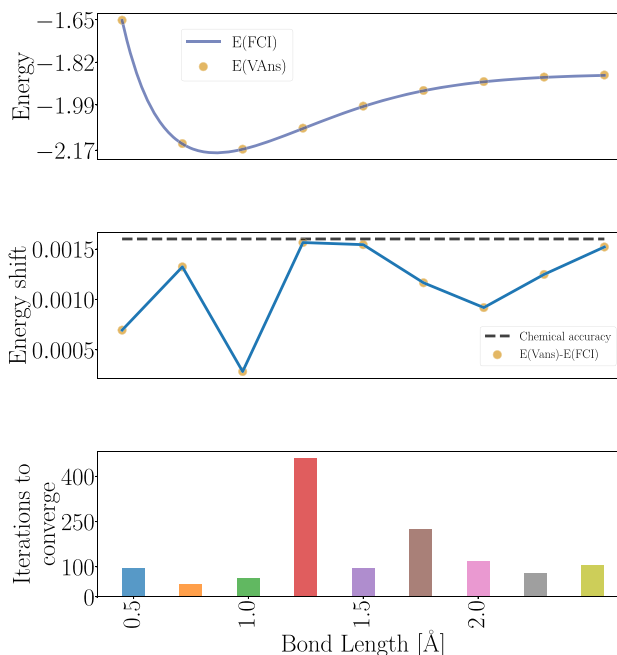 −1.65
−1.82
−1.99
−2.17
Energy
E(FCI)
E(VAns)
0.0015
0.0010
0.0005
Energy shift
Chemical accuracy
E(Vans)-E(FCI)
400
250
100
0
Iterations to
converge
0.5
1.0
1.5
2.0
Bond Length [Å]